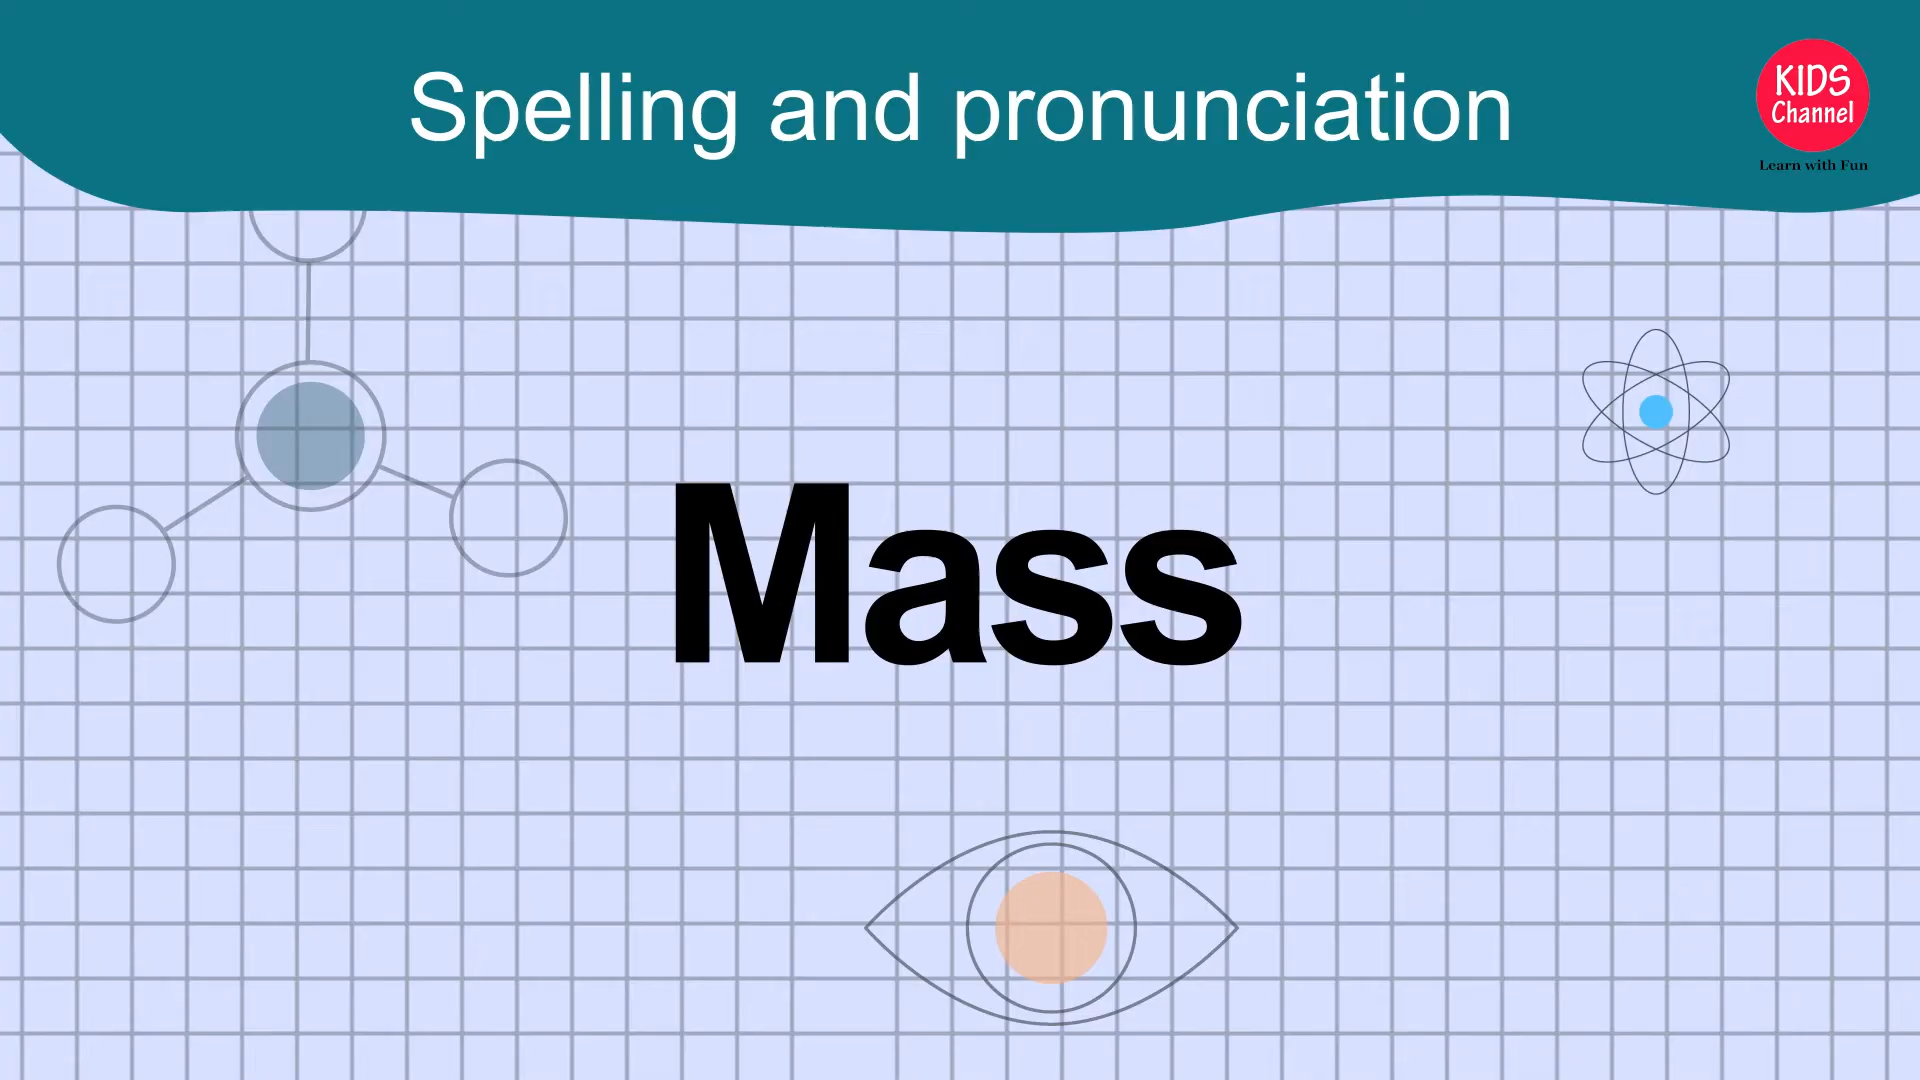 Spelling and pronunciation
KIDS
Channel
Learn with Fun
Mass